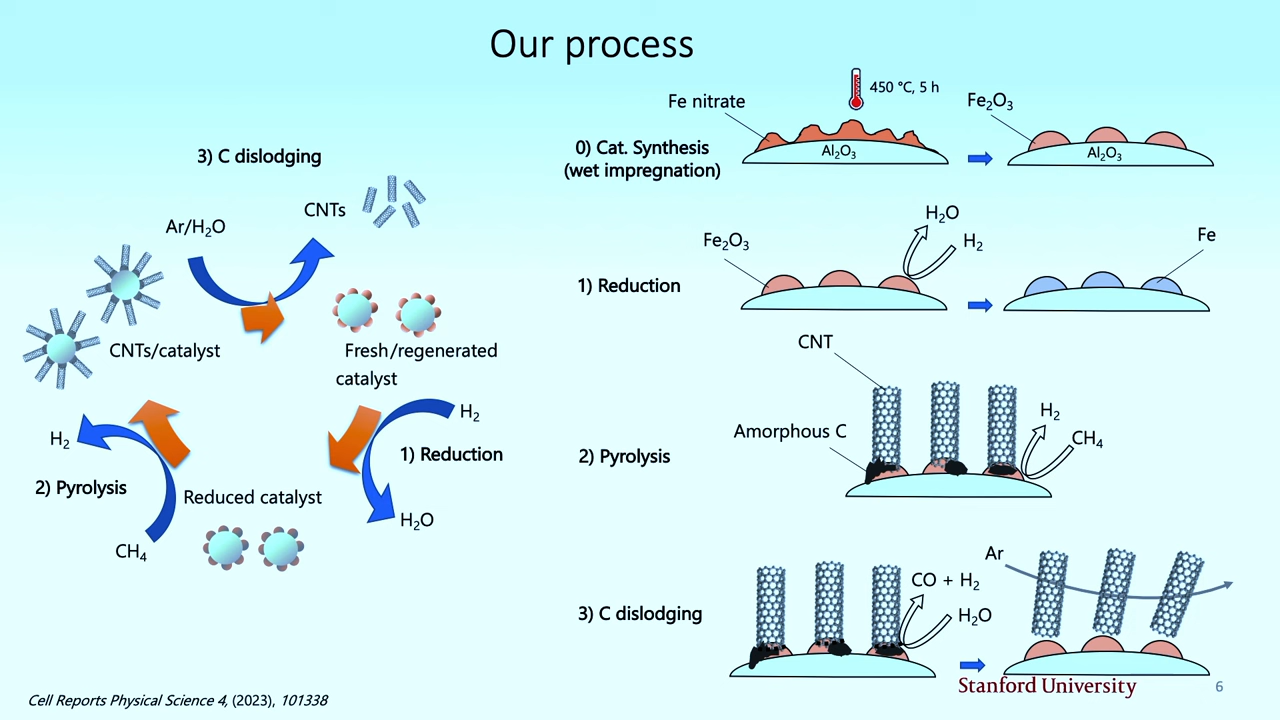 Our process
3) C dislodging
Ar/H₂O
CNTs
CNTs/catalyst
Fresh/regenerated
catalyst
H₂
1) Reduction
H₂O
H₂
2) Pyrolysis
CH₄
Reduced catalyst
0) Cat. Synthesis
(wet impregnation)
Fe nitrate
450 °C, 5 h
Al₂O₃
Fe₂O₃
Al₂O₃
1) Reduction
Fe₂O₃
H₂O
H₂
Fe
2) Pyrolysis
CNT
Amorphous C
H₂
CH₄
3) C dislodging
CO + H₂
H₂O
Ar
Cell Reports Physical Science 4, (2023), 101338
Stanford University
6